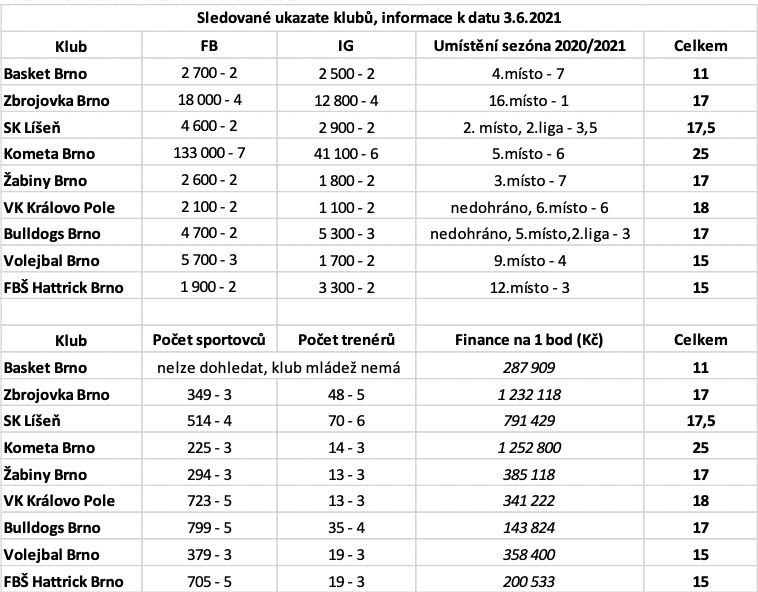 Sledované ukazate klubů, informace k datu 3.6.2021
Klub FB IG Umístění sezóna 2020/2021 Celkem
Basket Brno 2 700 - 2 2 500 - 2 4.místo - 7 11
Zbrojovka Brno 18 000 - 4 12 800 - 4 16.místo - 1 17
SK Líšeň 4 600 - 2 2 900 - 2 2. místo, 2.liga - 3,5 17,5
Kometa Brno 133 000 - 7 41 100 - 6 5.místo - 6 25
Žabiny Brno 2 600 - 2 1 800 - 2 3.místo - 7 17
VK Královo Pole 2 100 - 2 1 100 - 2 nedohráno, 6.místo - 6 18
Bulldogs Brno 4 700 - 2 5 300 - 3 nedohráno, 5.místo,2.liga - 3 17
Volejbal Brno 5 700 - 3 1 700 - 2 9.místo - 4 15
FBŠ Hattrick Brno 1 900 - 2 3 300 - 2 12.místo - 3 15
Klub Počet sportovců Počet trenérů Finance na 1 bod (Kč) Celkem
Basket Brno nelze dohledat, klub mládež nemá 287 909 11
Zbrojovka Brno 349 - 3 48 - 5 1 232 118 17
SK Líšeň 514 - 4 70 - 6 791 429 17,5
Kometa Brno 225 - 3 14 - 3 1 252 800 25
Žabiny Brno 294 - 3 13 - 3 385 118 17
VK Královo Pole 723 - 5 13 - 3 341 222 18
Bulldogs Brno 799 - 5 35 - 4 143 824 17
Volejbal Brno 379 - 3 19 - 3 358 400 15
FBŠ Hattrick Brno 705 - 5 19 - 3 200 533 15